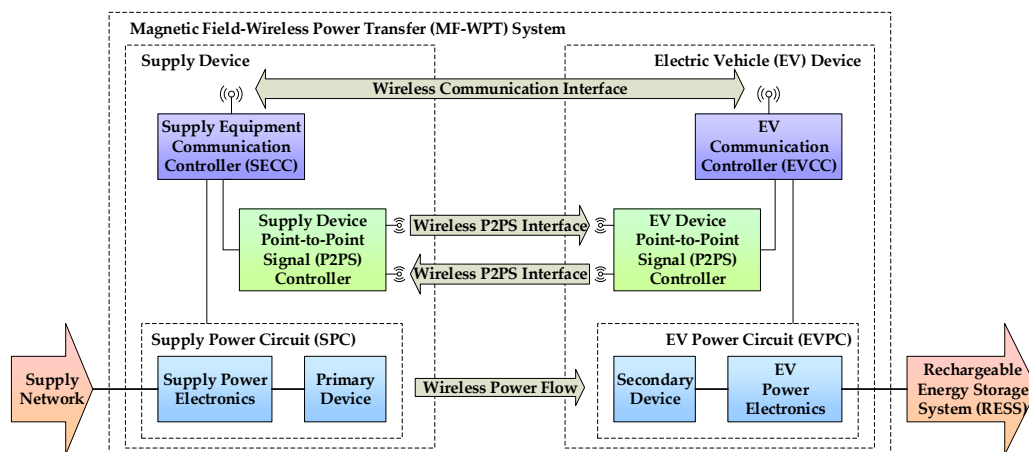 Magnetic Field-Wireless Power Transfer (MF-WPT) System
Supply Device
Electric Vehicle (EV) Device
Wireless Communication Interface
Supply Equipment
Communication
Controller (SECC)
EV
Communication
Controller (EVCC)
Supply Device
Point-to-Point
Signal (P2PS)
Controller
Wireless P2PS Interface
Wireless P2PS Interface
EV Device
Point-to-Point
Signal (P2PS)
Controller
Supply Power Circuit (SPC)
EV Power Circuit (EVPC)
Supply
Network
Supply Power
Electronics
Primary
Device
Wireless Power Flow
Secondary
Device
EV
Power
Electronics
Rechargeable
Energy Storage
System (RESS)